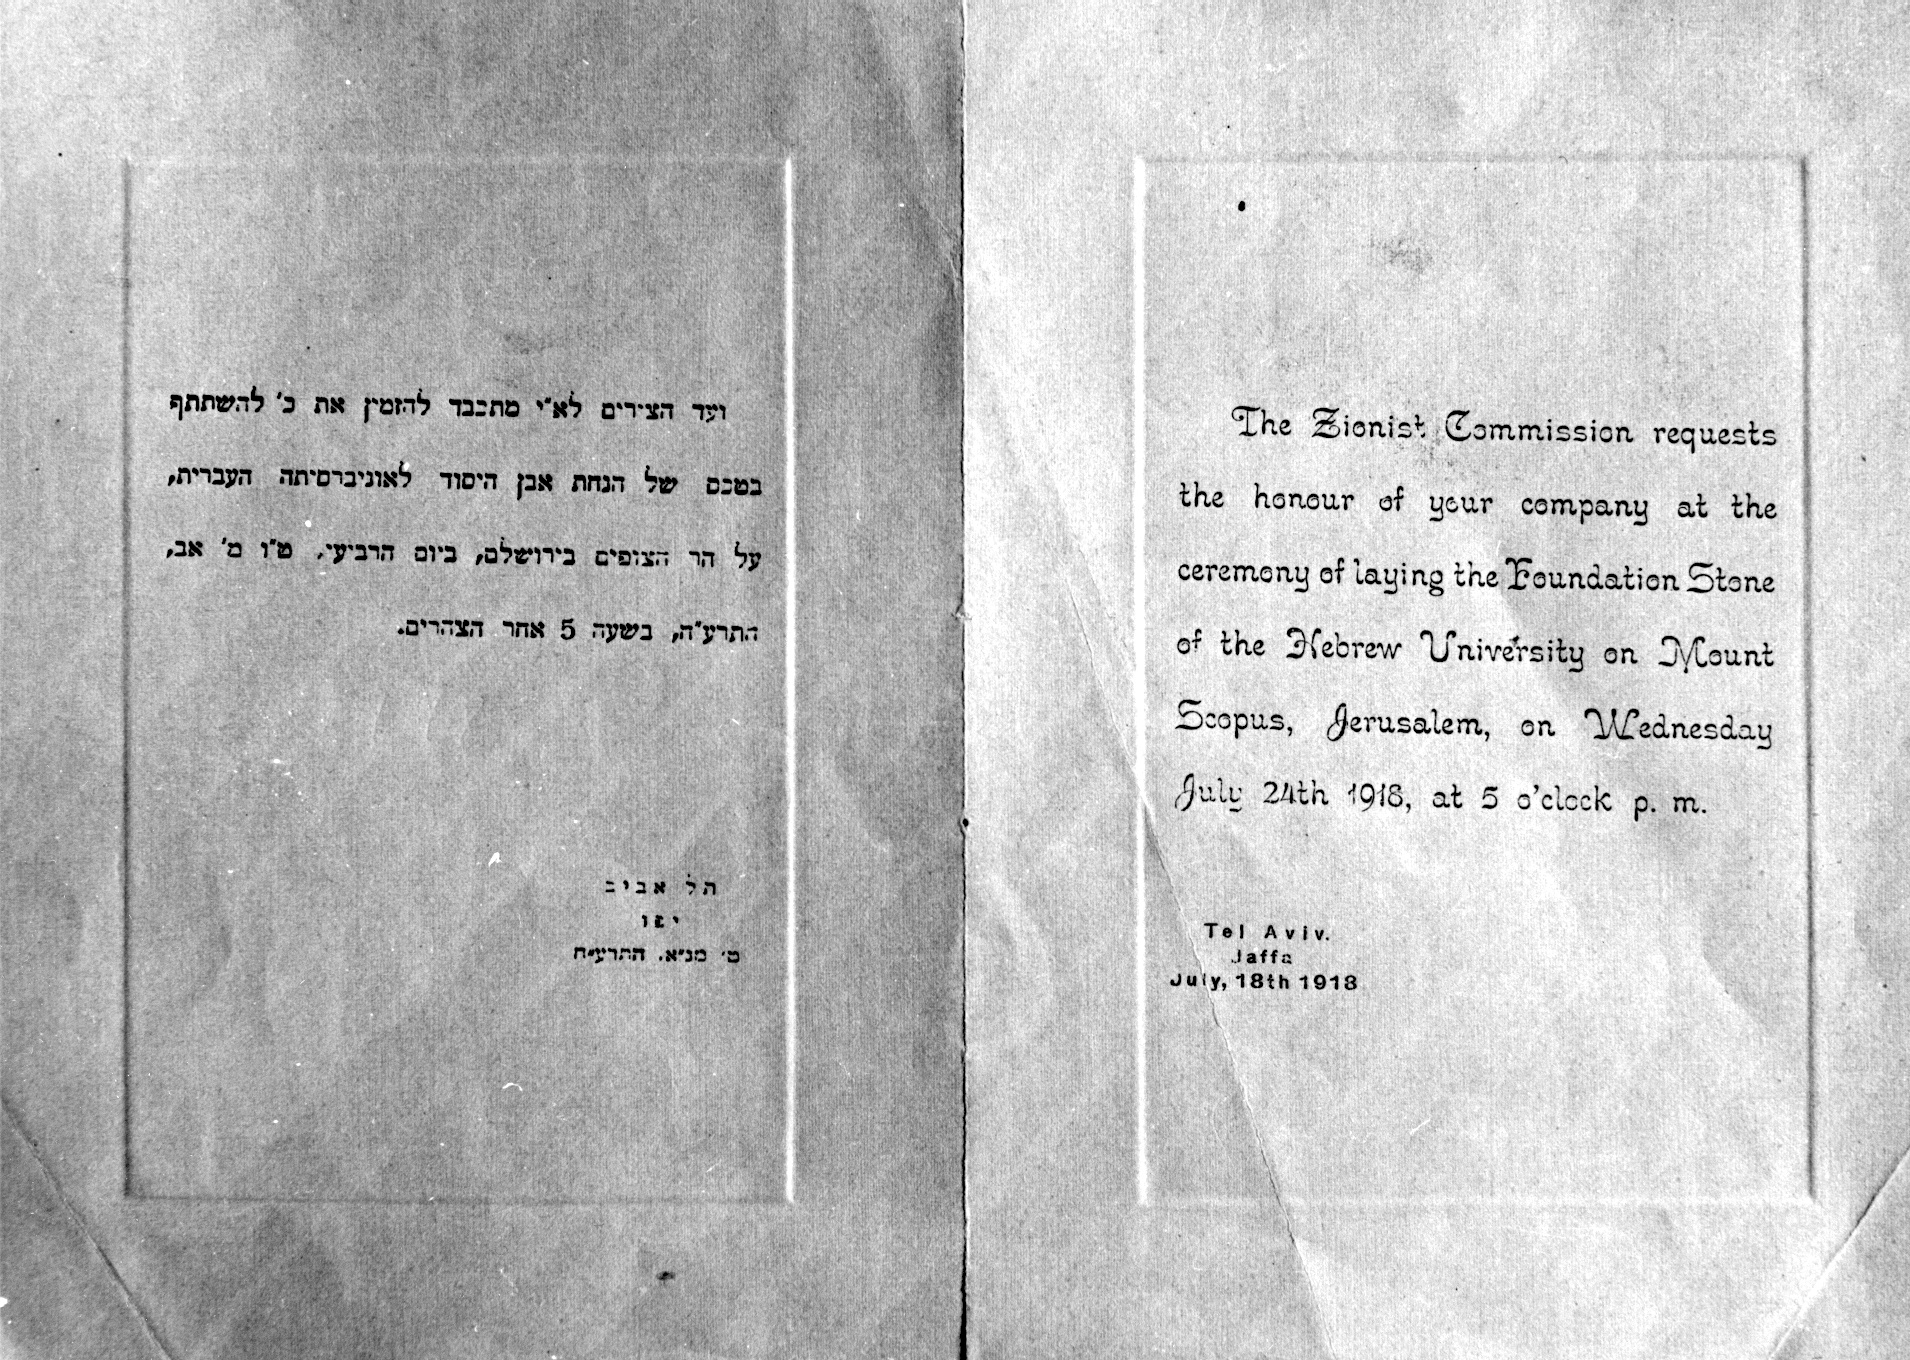 ועד הצירים לא״י מתכבד להזמין את כ׳ להשתתף
בטכס של הנחת אבן היסוד לאוניברסיתה העברית,
על הר הצופים בירושלם, ביום הרביעי, ט״ו מ׳ אב,
התרע״ה, בשעה 5 אחר הצהרים.
תל אביב
יפו
ט׳ מנ״א. התרע״ח
The Zionist Commission requests
the honour of your company at the
ceremony of laying the Foundation Stone
of the Hebrew University on Mount
Scopus, Jerusalem, on Wednesday
July 24th 1918, at 5 o'clock p. m.
Tel Aviv.
Jaffa
July, 18th 1918